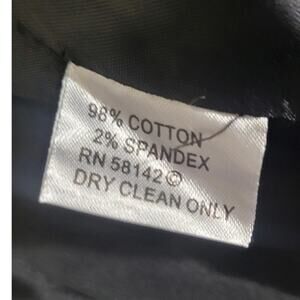 98% COTTON
2% SPANDEX
RN 58142 ©
DRY CLEAN ONLY